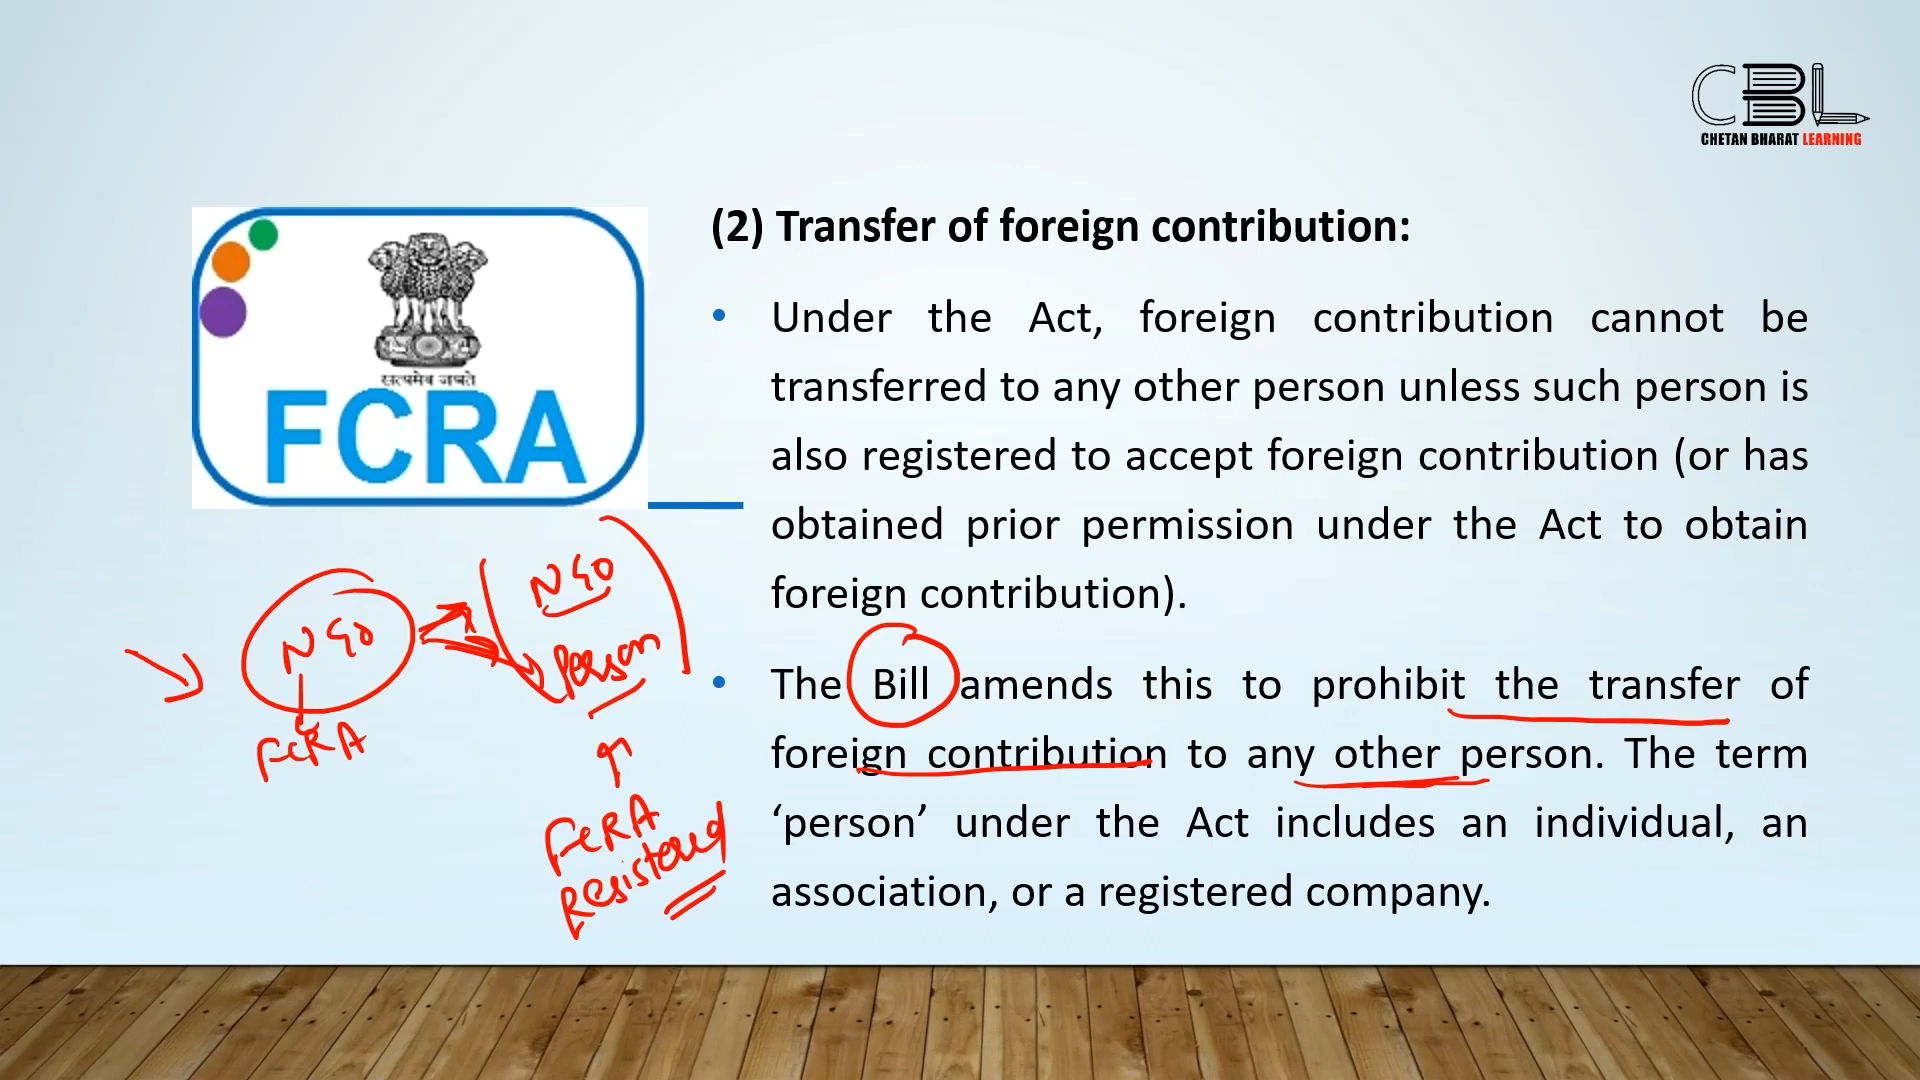 CBL
CHETAN BHARAT LEARNING
(2) Transfer of foreign contribution:
सत्यमेव जयते
FCRA
• Under the Act, foreign contribution cannot be
transferred to any other person unless such person is
also registered to accept foreign contribution (or has
obtained prior permission under the Act to obtain
foreign contribution).
• The Bill amends this to prohibit the transfer of
foreign contribution to any other person. The term
‘person’ under the Act includes an individual, an
association, or a registered company.
NGO
NGO
Person
FCRA
FCRA
Registered